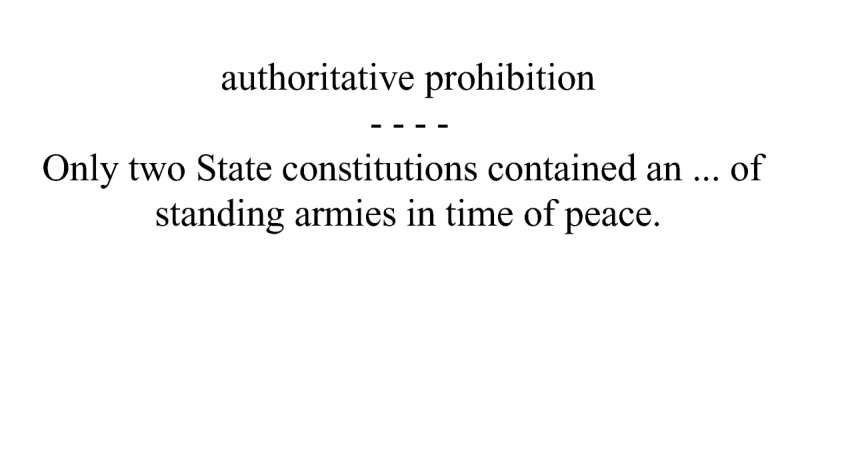 authoritative prohibition
- - - -
Only two State constitutions contained an ... of
standing armies in time of peace.